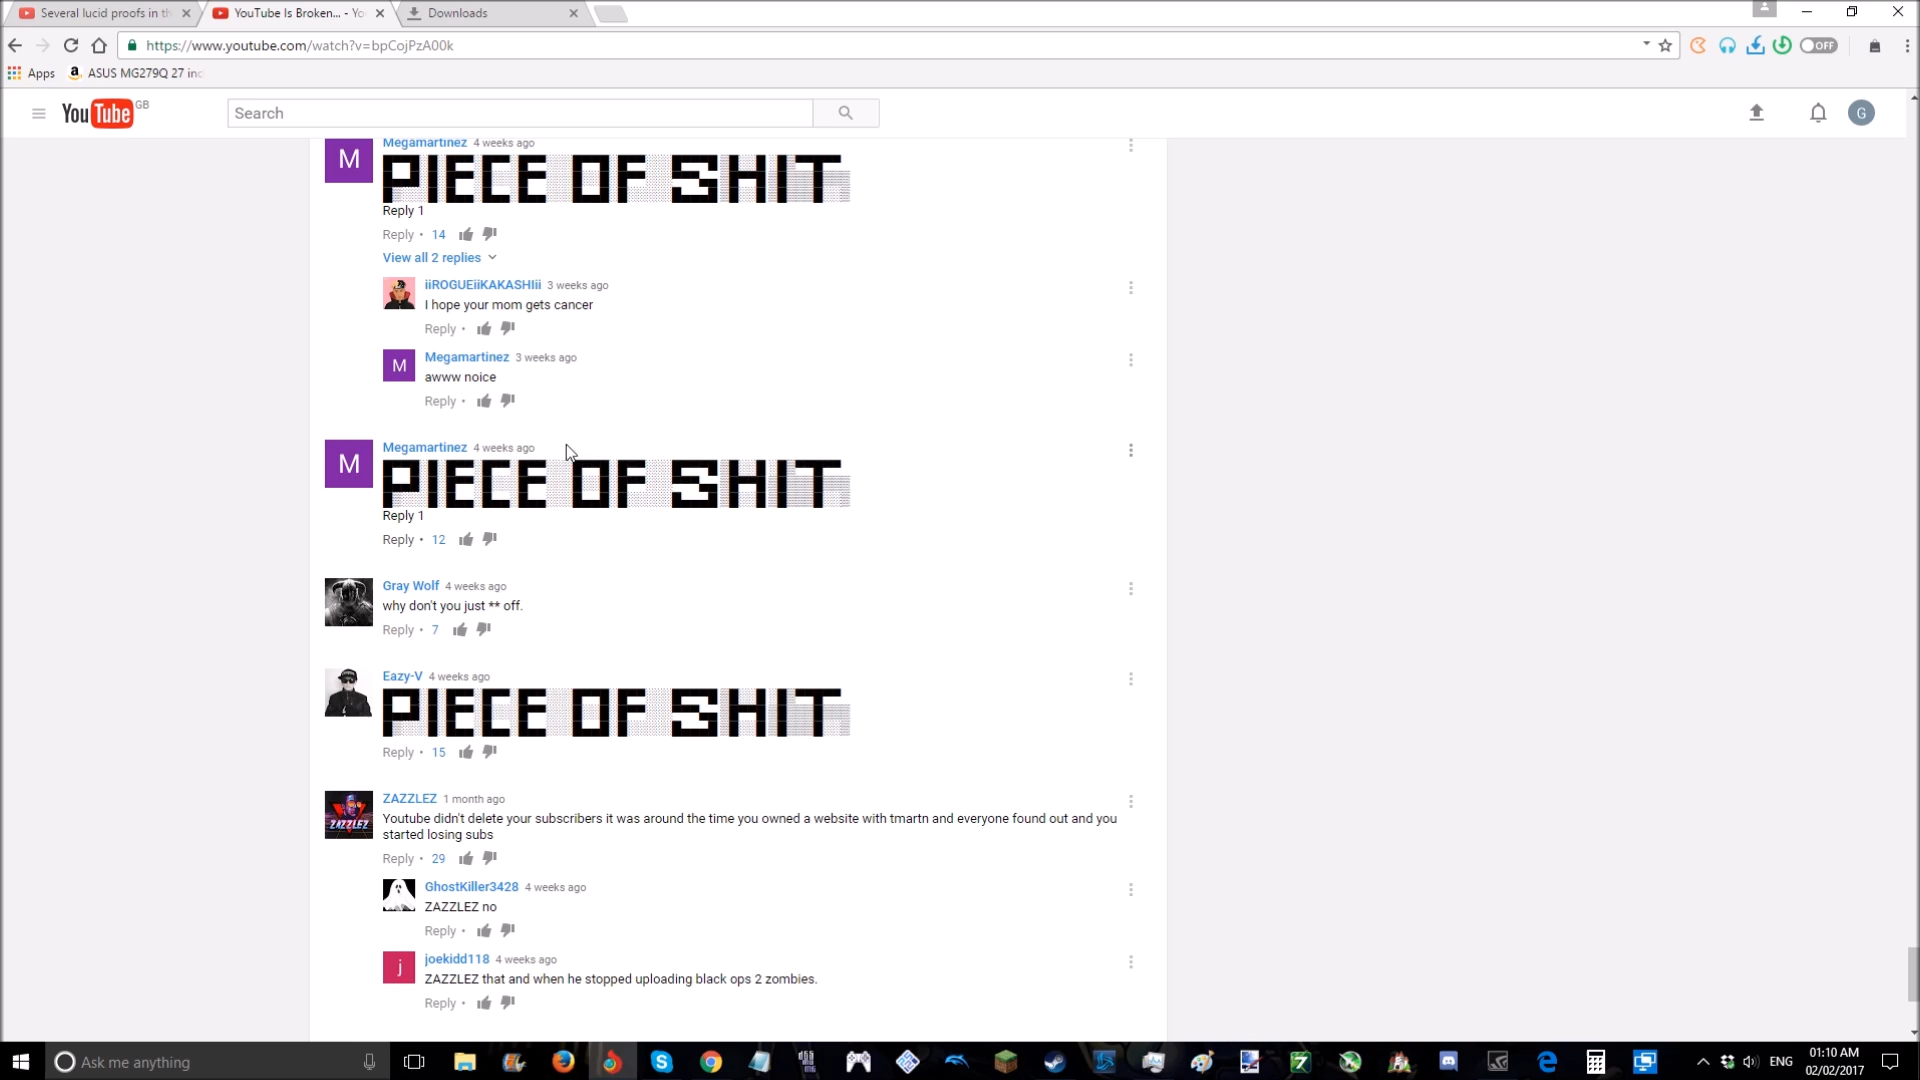 Several lucid proofs in th
YouTube Is Broken... - Yo
Downloads
https://www.youtube.com/watch?v=bpCojPzA00k
OFF
Apps
ASUS MG279Q 27 inc
YouTube GB
Search
G
M
Megamartinez 4 weeks ago
PIECE OF SHIT
Reply 1
Reply • 14
View all 2 replies
iiROGUEiiKAKASHIii 3 weeks ago
I hope your mom gets cancer
Reply •
M
Megamartinez 3 weeks ago
awww noice
Reply •
M
Megamartinez 4 weeks ago
PIECE OF SHIT
Reply 1
Reply • 12
Gray Wolf 4 weeks ago
why don't you just ** off.
Reply • 7
Eazy-V 4 weeks ago
PIECE OF SHIT
Reply • 15
ZAZZLEZ
ZAZZLEZ 1 month ago
Youtube didn't delete your subscribers it was around the time you owned a website with tmartn and everyone found out and you
started losing subs
Reply • 29
GhostKiller3428 4 weeks ago
ZAZZLEZ no
Reply •
j
joekidd118 4 weeks ago
ZAZZLEZ that and when he stopped uploading black ops 2 zombies.
Reply •
Ask me anything
ENG
01:10 AM
02/02/2017